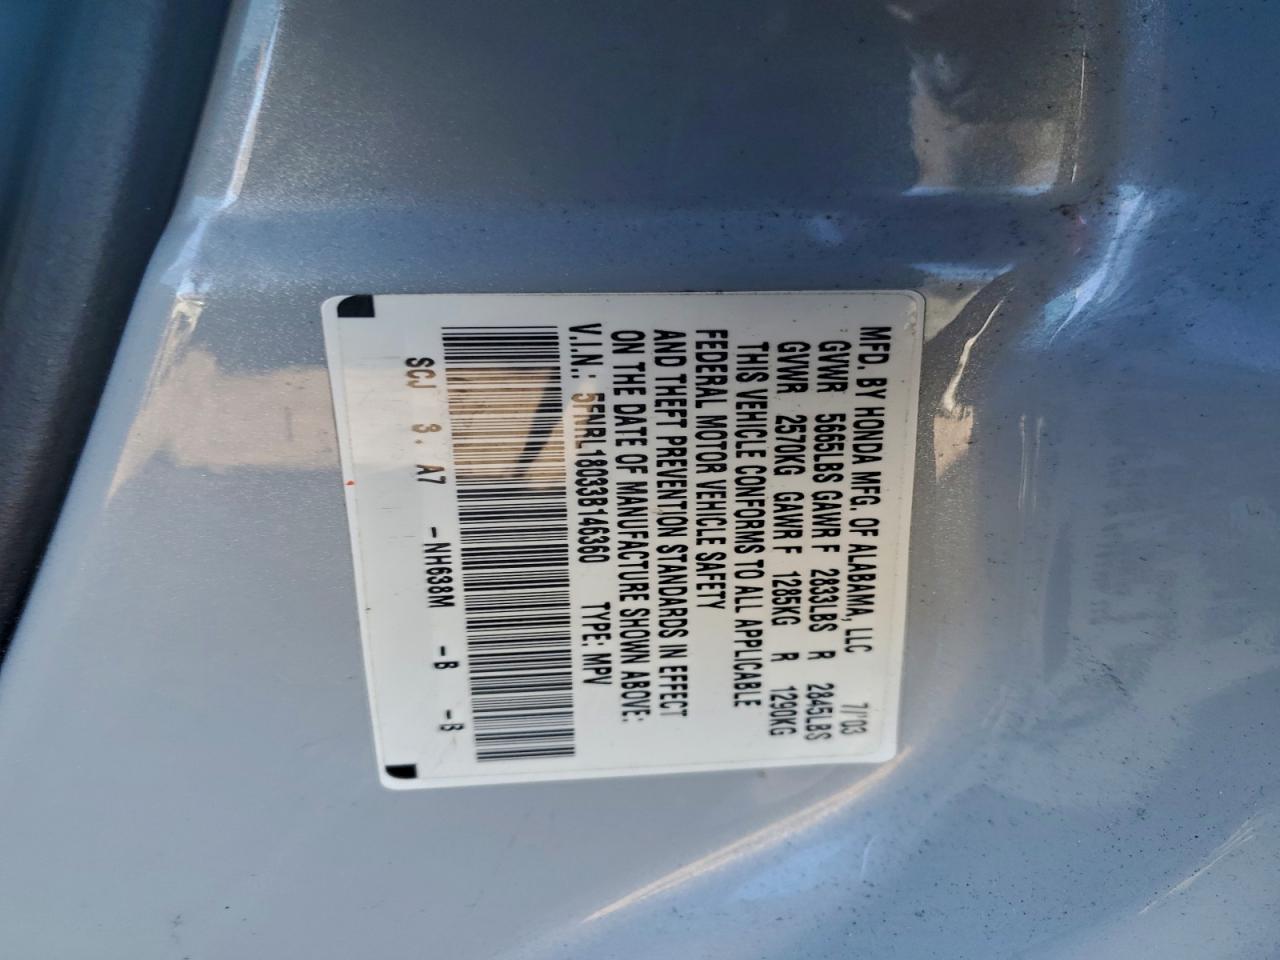 MFD. BY HONDA MFG. OF ALABAMA, LLC 7/'03
GVWR 5665LBS GAWR F 2833LBS R 2845LBS
GVWR 2570KG GAWR F 1285KG R 1290KG
THIS VEHICLE CONFORMS TO ALL APPLICABLE
FEDERAL MOTOR VEHICLE SAFETY
AND THEFT PREVENTION STANDARDS IN EFFECT
ON THE DATE OF MANUFACTURE SHOWN ABOVE:
V.I.N.: 5FNRL18033B146360 TYPE: MPV
SCJ 3. A7 -NH638M -B -B